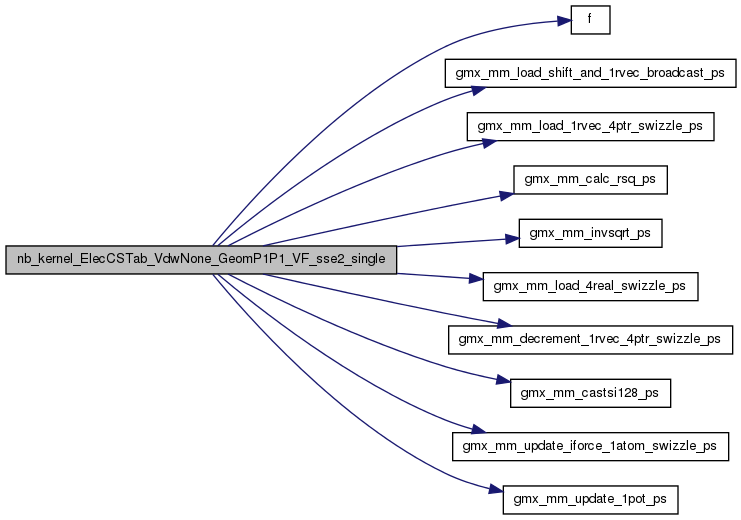 f
gmx_mm_load_shift_and_1rvec_broadcast_ps
gmx_mm_load_1rvec_4ptr_swizzle_ps
gmx_mm_calc_rsq_ps
gmx_mm_invsqrt_ps
nb_kernel_ElecCSTab_VdwNone_GeomP1P1_VF_sse2_single
gmx_mm_load_4real_swizzle_ps
gmx_mm_decrement_1rvec_4ptr_swizzle_ps
gmx_mm_castsi128_ps
gmx_mm_update_iforce_1atom_swizzle_ps
gmx_mm_update_1pot_ps